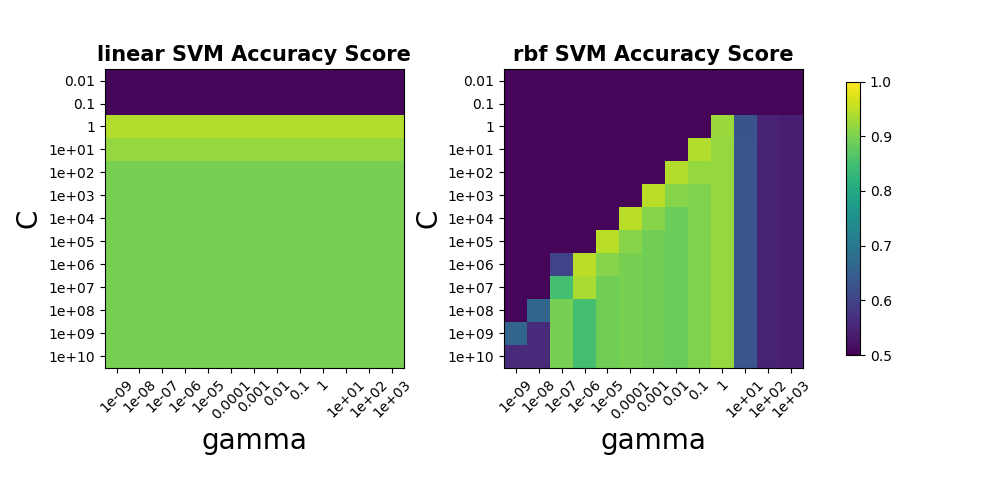 linear SVM Accuracy Score
C
0.01
0.1
1
1e+01
1e+02
1e+03
1e+04
1e+05
1e+06
1e+07
1e+08
1e+09
1e+10
1e-09
1e-08
1e-07
1e-06
1e-05
0.0001
0.001
0.01
0.1
1
1e+01
1e+02
1e+03
gamma
rbf SVM Accuracy Score
C
0.01
0.1
1
1e+01
1e+02
1e+03
1e+04
1e+05
1e+06
1e+07
1e+08
1e+09
1e+10
1e-09
1e-08
1e-07
1e-06
1e-05
0.0001
0.001
0.01
0.1
1
1e+01
1e+02
1e+03
gamma
1.0
0.9
0.8
0.7
0.6
0.5